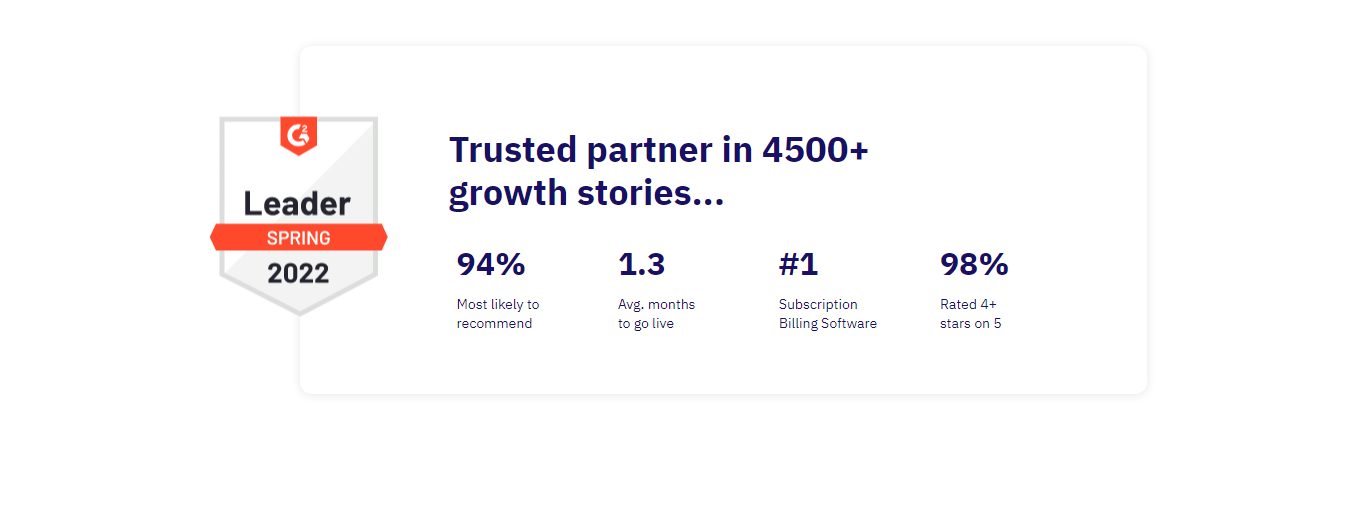 G2
Leader
SPRING
2022
Trusted partner in 4500+
growth stories...
94%
Most likely to
recommend
1.3
Avg. months
to go live
#1
Subscription
Billing Software
98%
Rated 4+
stars on 5